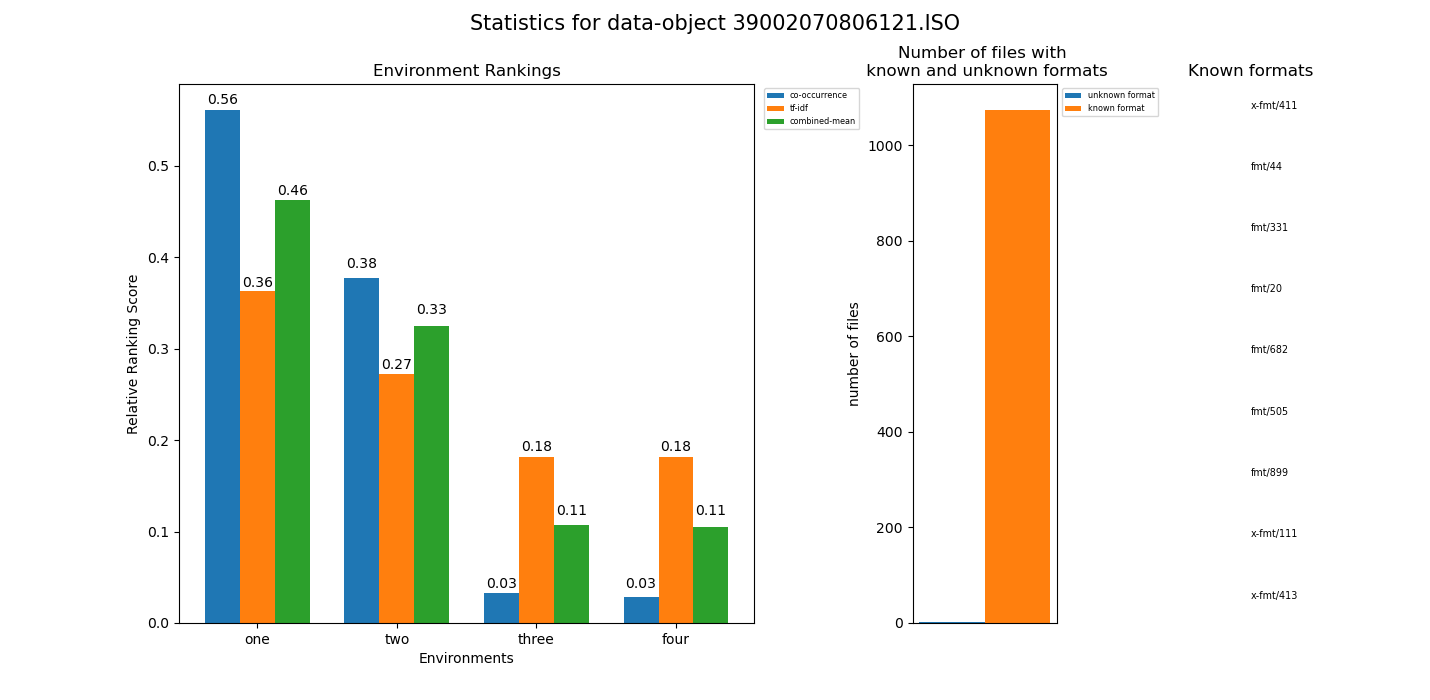 Statistics for data-object 39002070806121.ISO
Environment Rankings
Relative Ranking Score
0.5
0.4
0.3
0.2
0.1
0.0
0.56
0.36
0.46
0.38
0.27
0.33
0.03
0.18
0.11
0.03
0.18
0.11
one two three four
Environments
co-occurrence
tf-idf
combined-mean
Number of files with
known and unknown formats
number of files
1000
800
600
400
200
0
unknown format
known format
Known formats
x-fmt/411
fmt/44
fmt/331
fmt/20
fmt/682
fmt/505
fmt/899
x-fmt/111
x-fmt/413